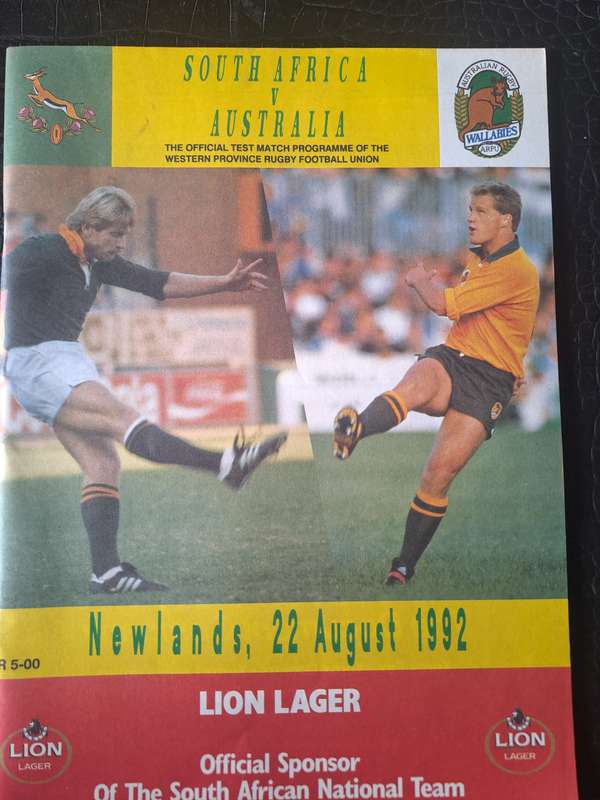 SOUTH AFRICA
V
AUSTRALIA
THE OFFICIAL TEST MATCH PROGRAMME OF THE
WESTERN PROVINCE RUGBY FOOTBALL UNION
AUSTRALIAN RUGBY
WALLABIES
ARFU
Newlands, 22 August 1992
R 5-00
LION LAGER
LION
LAGER
LION
LAGER
Official Sponsor
Of The South African National Team